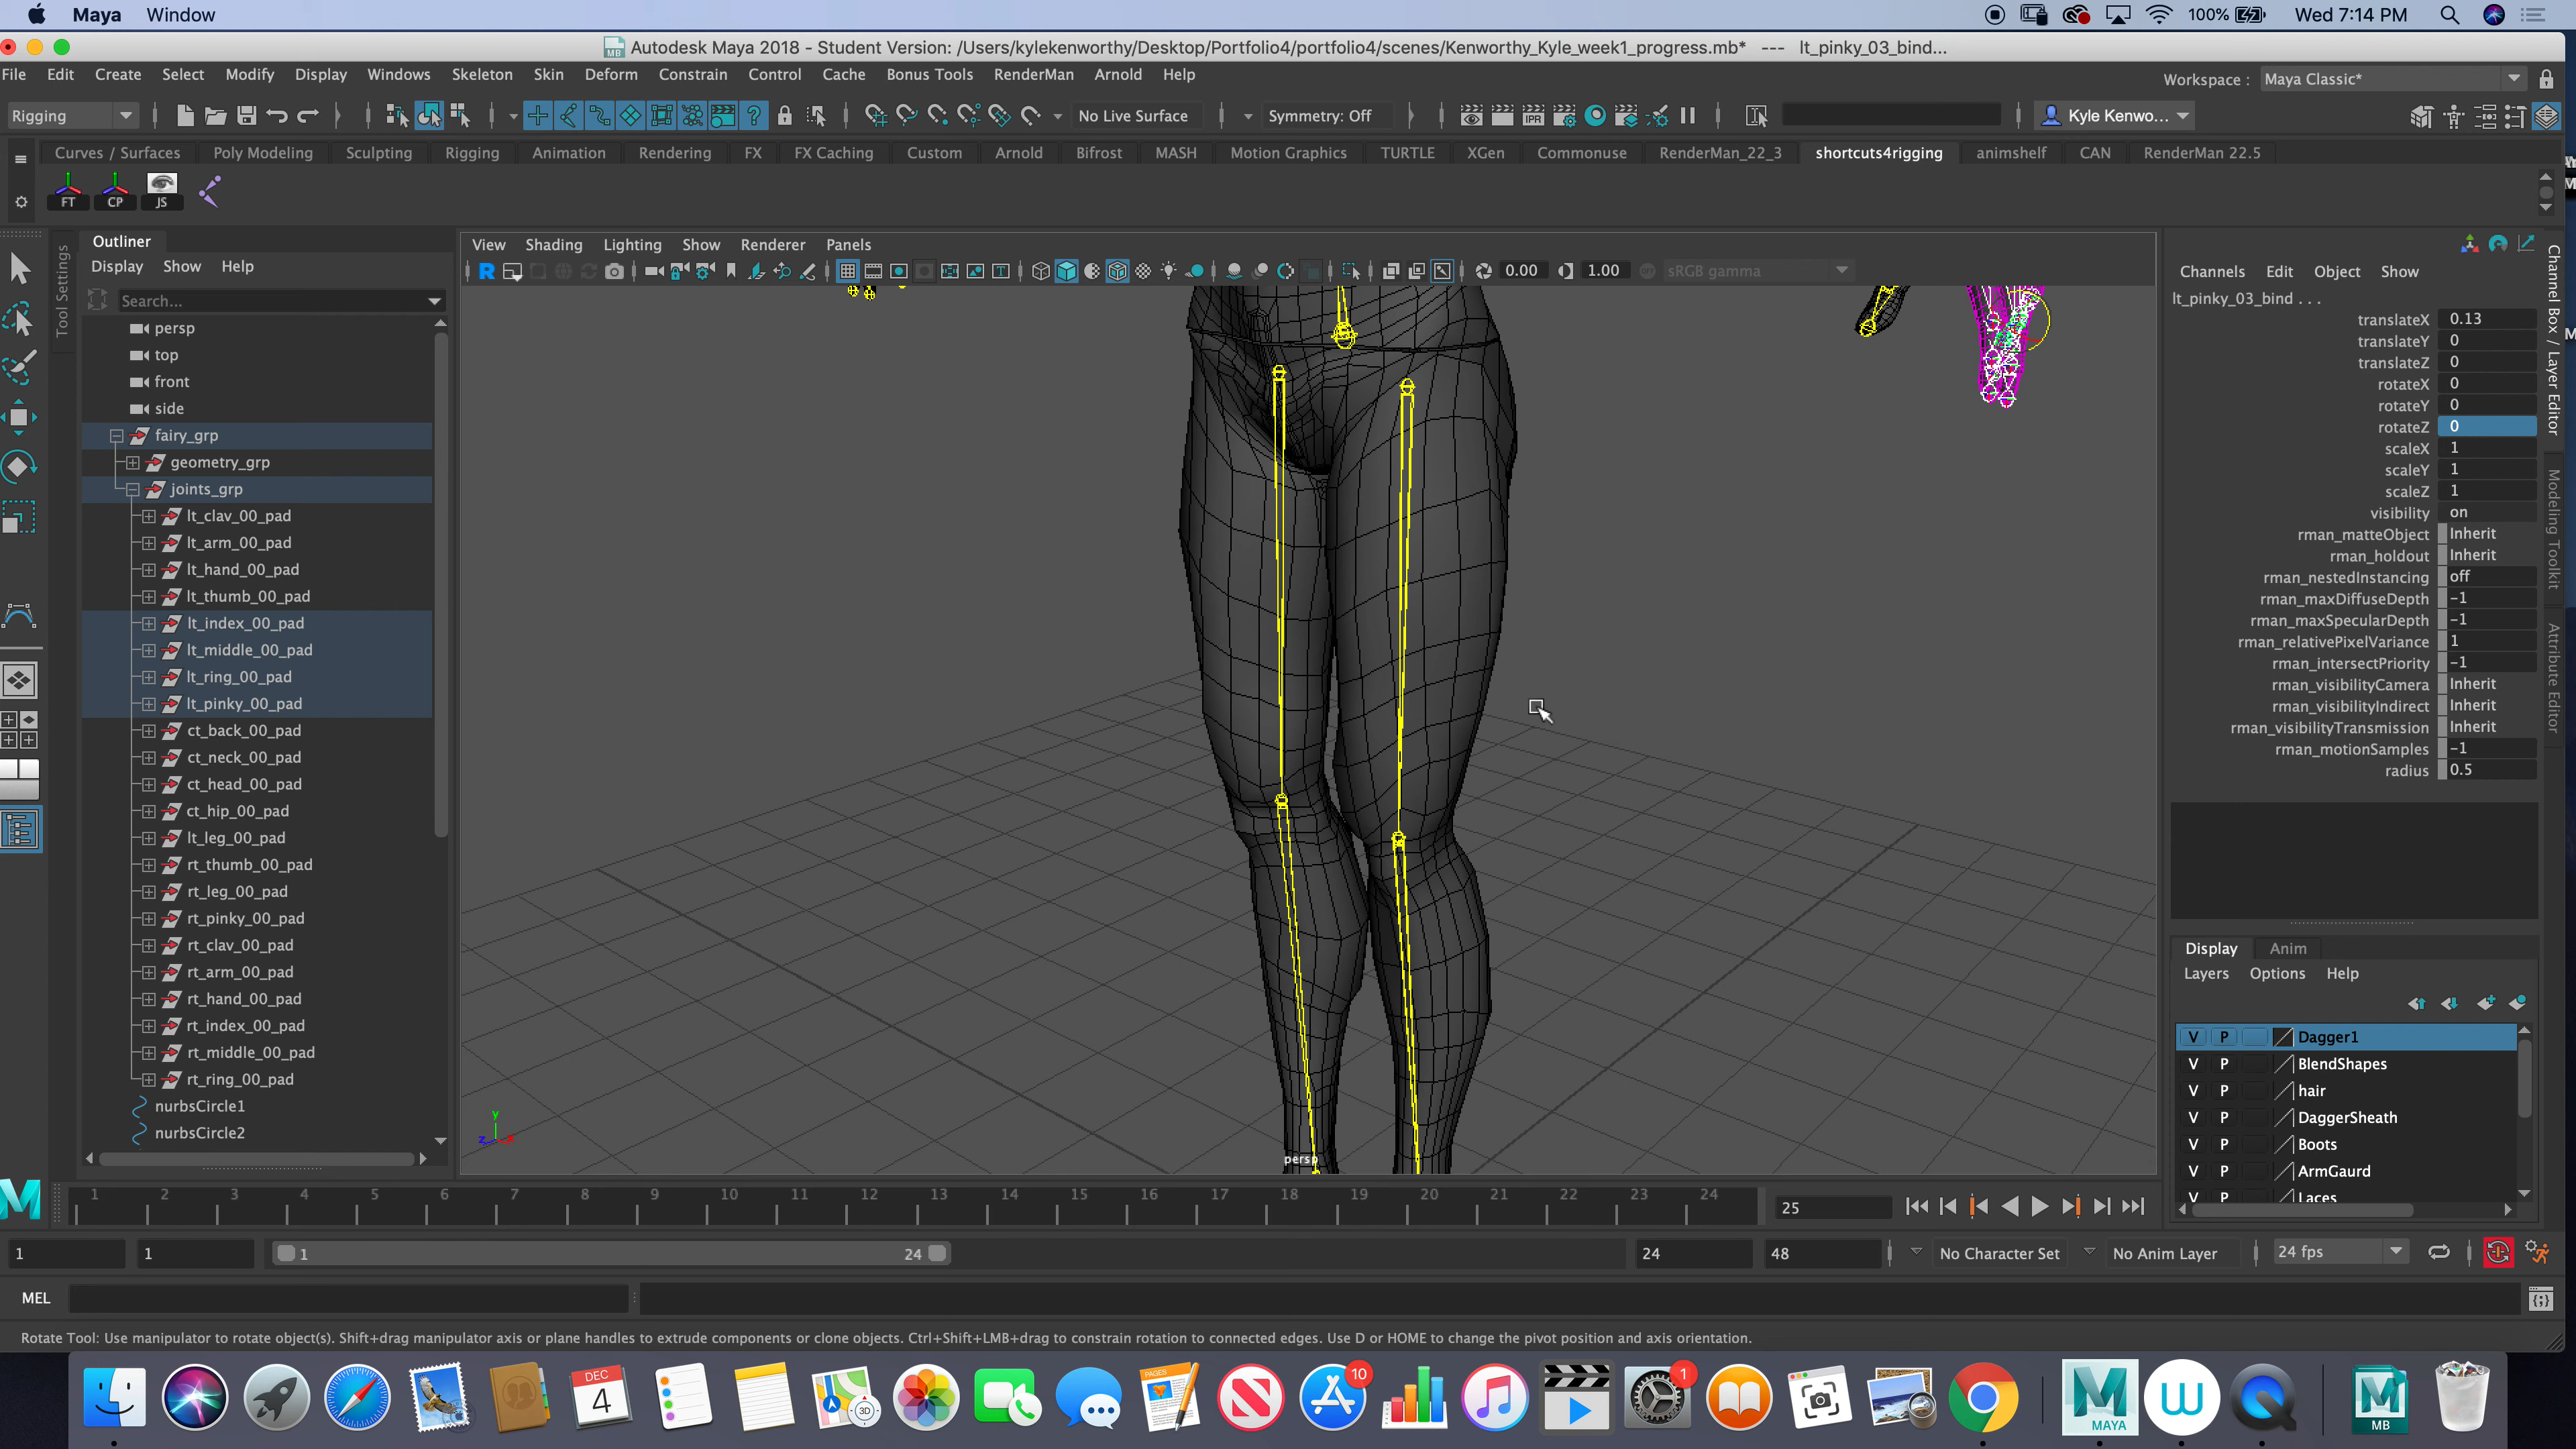 Maya Window 100% Wed 7:14 PM
Autodesk Maya 2018 - Student Version: /Users/kylekenworthy/Desktop/Portfolio4/portfolio4/scenes/Kenworthy_Kyle_week1_progress.mb* --- lt_pinky_03_bind...
File Edit Create Select Modify Display Windows Skeleton Skin Deform Constrain Control Cache Bonus Tools RenderMan Arnold Help Workspace : Maya Classic*
Rigging No Live Surface Symmetry: Off IPR Kyle Kenwo...
Curves / Surfaces Poly Modeling Sculpting Rigging Animation Rendering FX FX Caching Custom Arnold Bifrost MASH Motion Graphics TURTLE XGen Commonuse RenderMan_22_3 shortcuts4rigging animshelf CAN RenderMan 22.5
FT CP JS
Tool Settings
Outliner
Display Show Help
Search...
persp
top
front
side
fairy_grp
geometry_grp
joints_grp
lt_clav_00_pad
lt_arm_00_pad
lt_hand_00_pad
lt_thumb_00_pad
lt_index_00_pad
lt_middle_00_pad
lt_ring_00_pad
lt_pinky_00_pad
ct_back_00_pad
ct_neck_00_pad
ct_head_00_pad
ct_hip_00_pad
lt_leg_00_pad
rt_thumb_00_pad
rt_leg_00_pad
rt_pinky_00_pad
rt_clav_00_pad
rt_arm_00_pad
rt_hand_00_pad
rt_index_00_pad
rt_middle_00_pad
rt_ring_00_pad
nurbsCircle1
nurbsCircle2
View Shading Lighting Show Renderer Panels
R 0.00 1.00 sRGB gamma
y
z
persp
Channels Edit Object Show
lt_pinky_03_bind . . .
translateX 0.13
translateY 0
translateZ 0
rotateX 0
rotateY 0
rotateZ 0
scaleX 1
scaleY 1
scaleZ 1
visibility on
rman_matteObject Inherit
rman_holdout Inherit
rman_nestedInstancing off
rman_maxDiffuseDepth -1
rman_maxSpecularDepth -1
rman_relativePixelVariance 1
rman_intersectPriority -1
rman_visibilityCamera Inherit
rman_visibilityIndirect Inherit
rman_visibilityTransmission Inherit
rman_motionSamples -1
radius 0.5
Channel Box / Layer Editor
Modeling Toolkit
Attribute Editor
Display Anim
Layers Options Help
V P Dagger1
V P BlendShapes
V P hair
V P DaggerSheath
V P Boots
V P ArmGaurd
V P Laces
1 2 3 4 5 6 7 8 9 10 11 12 13 14 15 16 17 18 19 20 21 22 23 24 25
1 1 1 24 24 48 No Character Set No Anim Layer 24 fps
MEL
Rotate Tool: Use manipulator to rotate object(s). Shift+drag manipulator axis or plane handles to extrude components or clone objects. Ctrl+Shift+LMB+drag to constrain rotation to connected edges. Use D or HOME to change the pivot position and axis orientation.
DEC
4
3D
PAGES
10
1
MAYA
MB